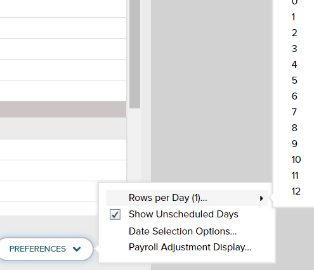 0
1
2
3
4
5
6
7
8
9
10
11
12
Rows per Day (1)...
Show Unscheduled Days
Date Selection Options...
Payroll Adjustment Display...
PREFERENCES